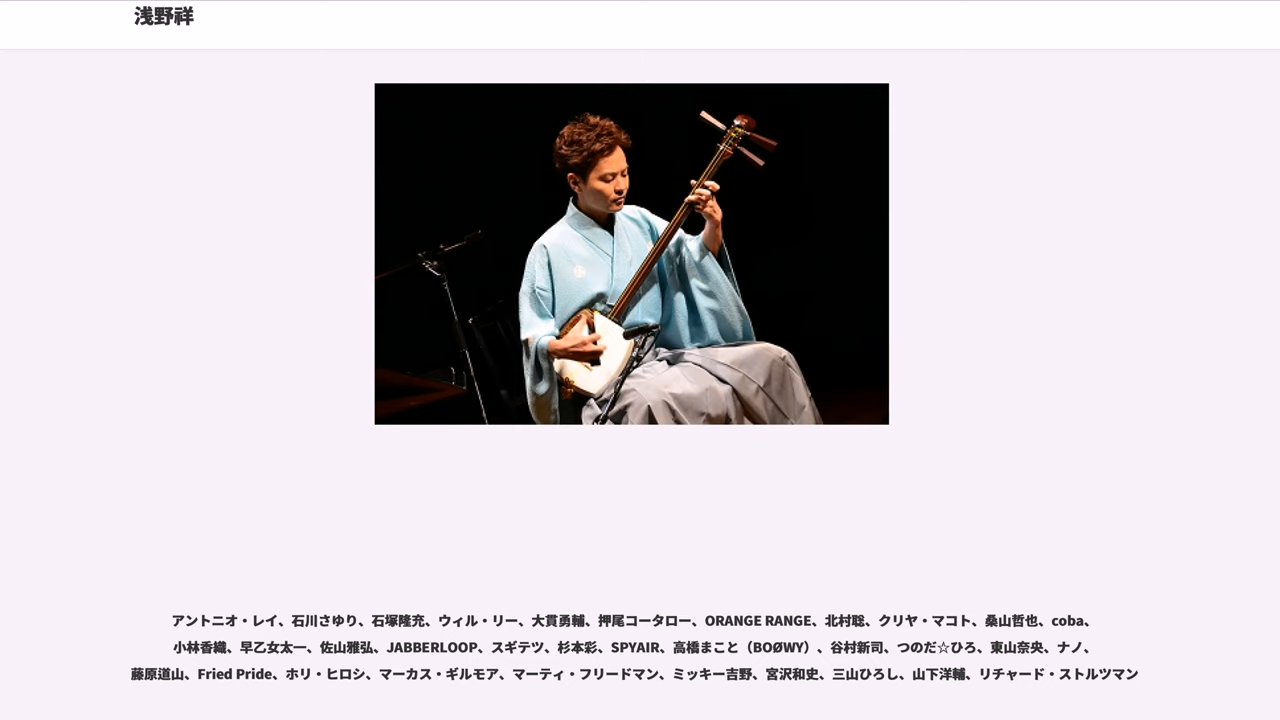 浅野祥
アントニオ・レイ、石川さゆり、石塚隆充、ウィル・リー、大貫勇輔、押尾コータロー、ORANGE RANGE、北村聡、クリヤ・マコト、桑山哲也、coba、
小林香織、早乙女太一、佐山雅弘、JABBERLOOP、スギテツ、杉本彩、SPYAIR、高橋まこと（BOØWY）、谷村新司、つのだ☆ひろ、東山奈央、ナノ、
藤原道山、Fried Pride、ホリ・ヒロシ、マーカス・ギルモア、マーティ・フリードマン、ミッキー吉野、宮沢和史、三山ひろし、山下洋輔、リチャード・ストルツマン